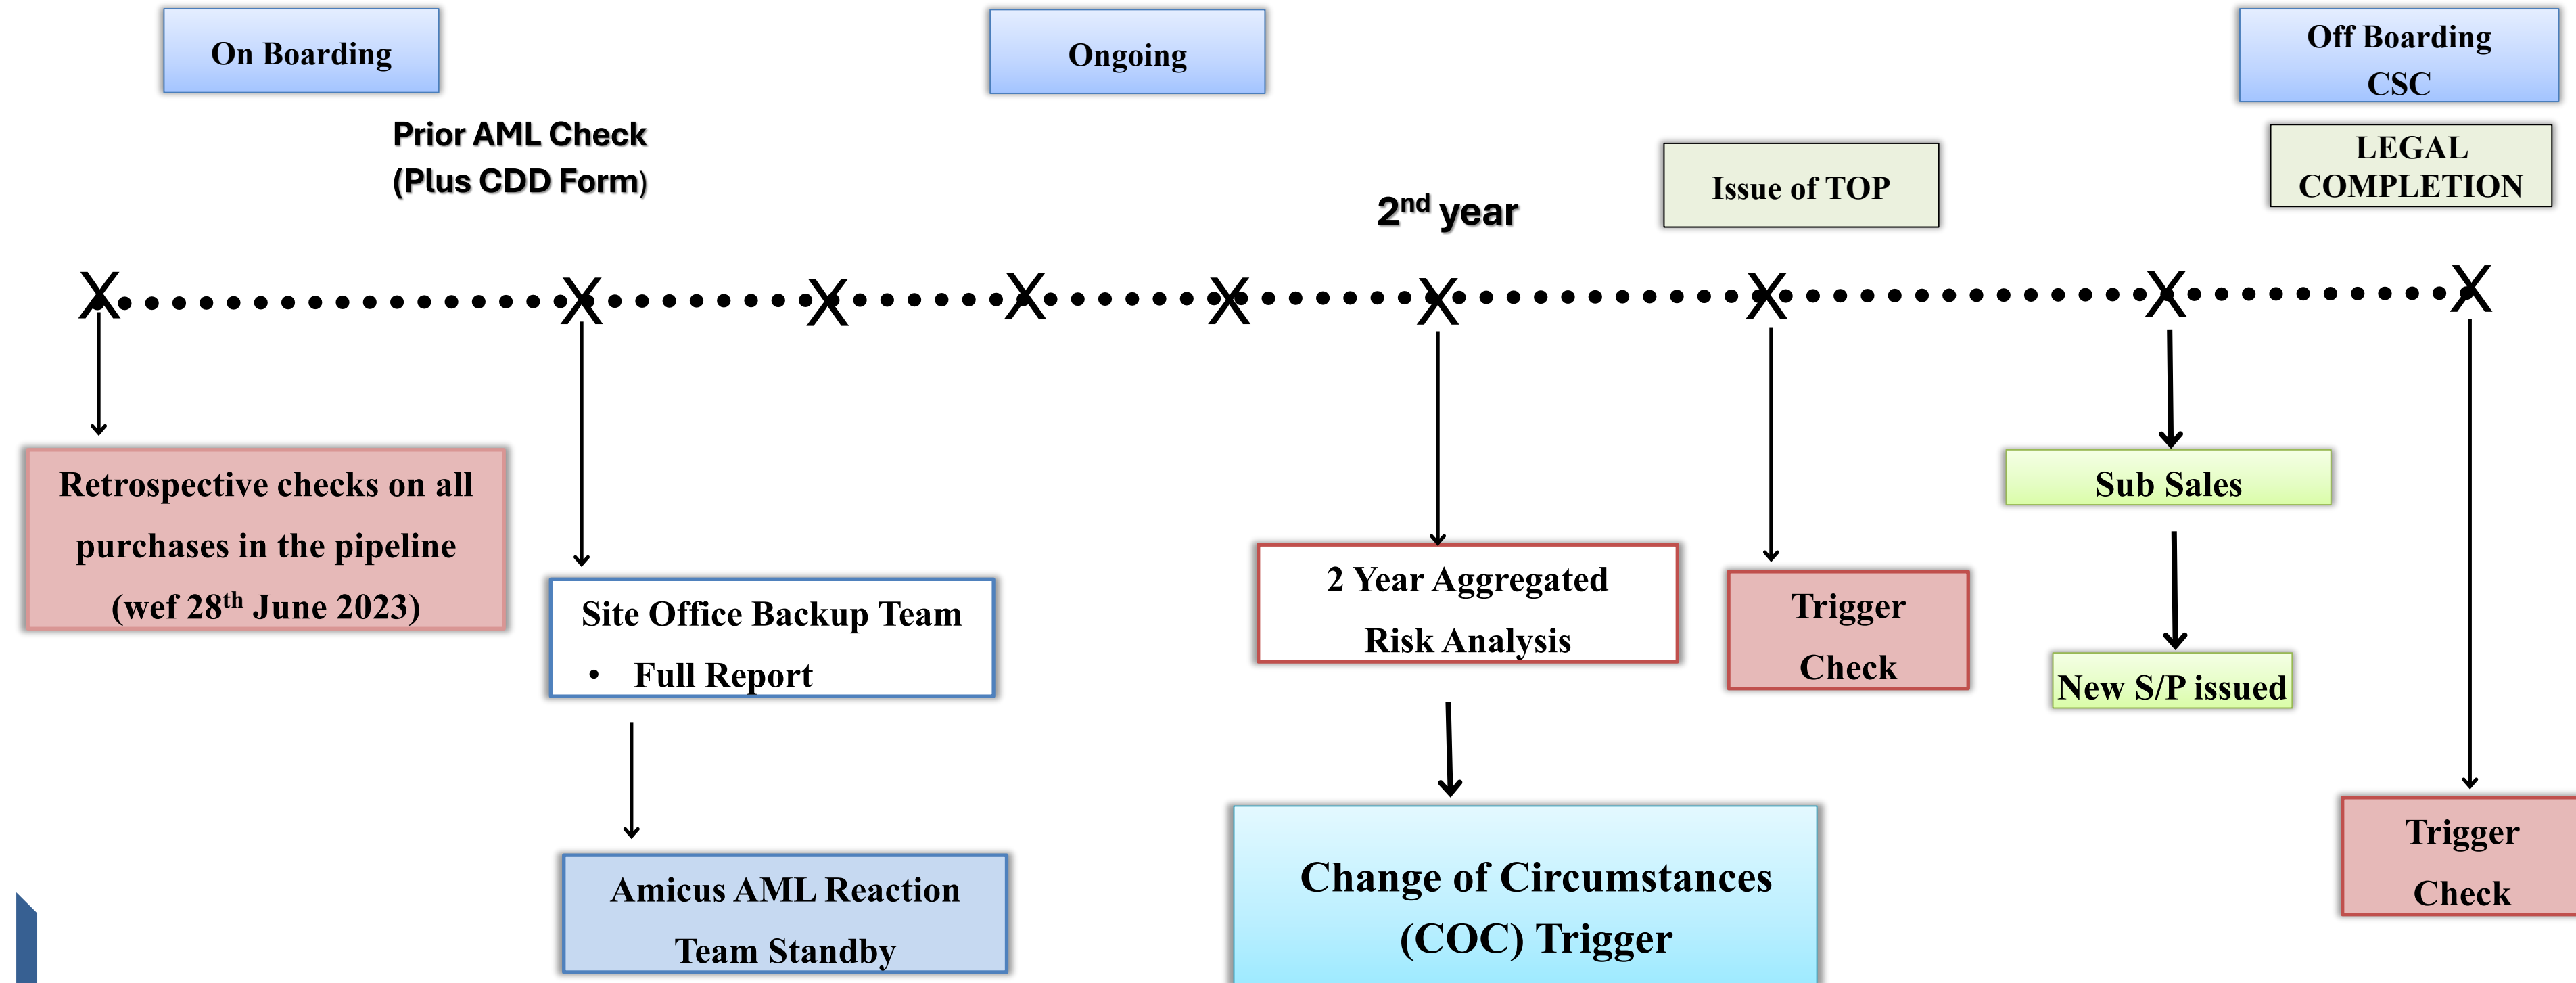 On Boarding
Ongoing
Off Boarding
CSC
Prior AML Check
(Plus CDD Form)
2nd year
Issue of TOP
LEGAL
COMPLETION
X X X X X X X X X
Retrospective checks on all
purchases in the pipeline
(wef 28th June 2023)
Site Office Backup Team
• Full Report
Amicus AML Reaction
Team Standby
2 Year Aggregated
Risk Analysis
Change of Circumstances
(COC) Trigger
Trigger
Check
Sub Sales
New S/P issued
Trigger
Check